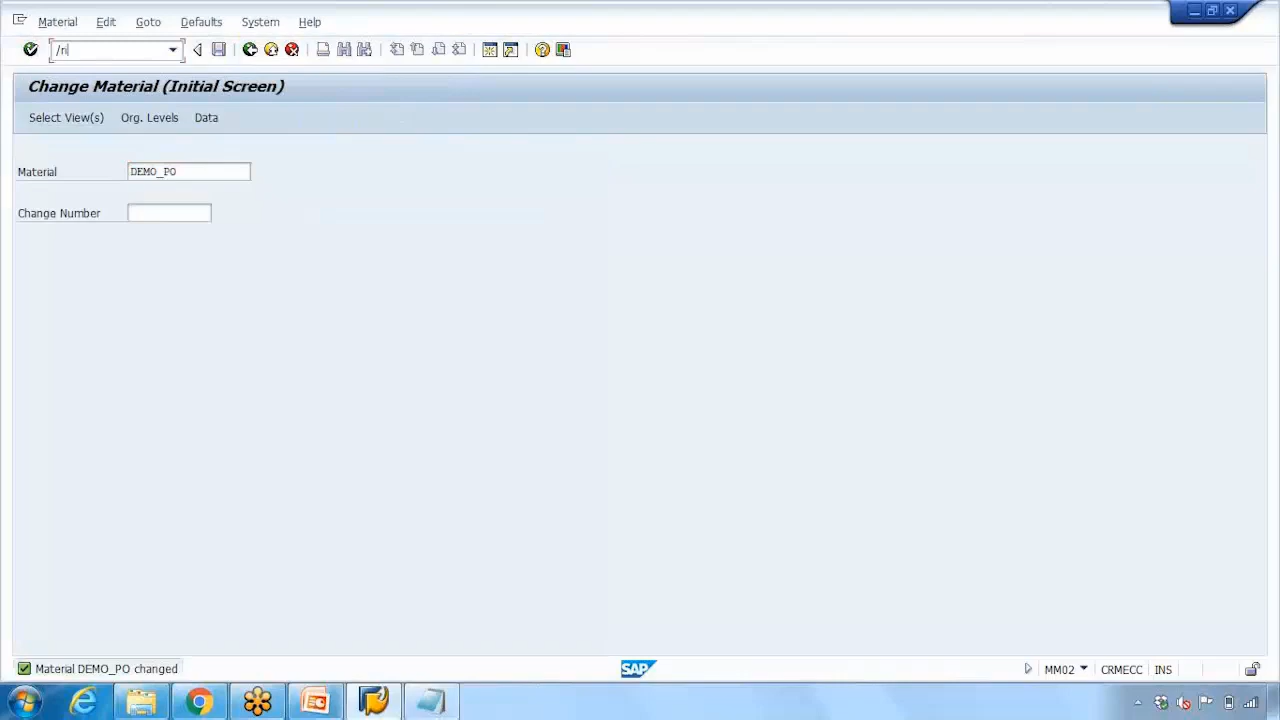 Material Edit Goto Defaults System Help
/n
Change Material (Initial Screen)
Select View(s) Org. Levels Data
Material DEMO_PO
Change Number
Material DEMO_PO changed
SAP
MM02 CRMECC INS